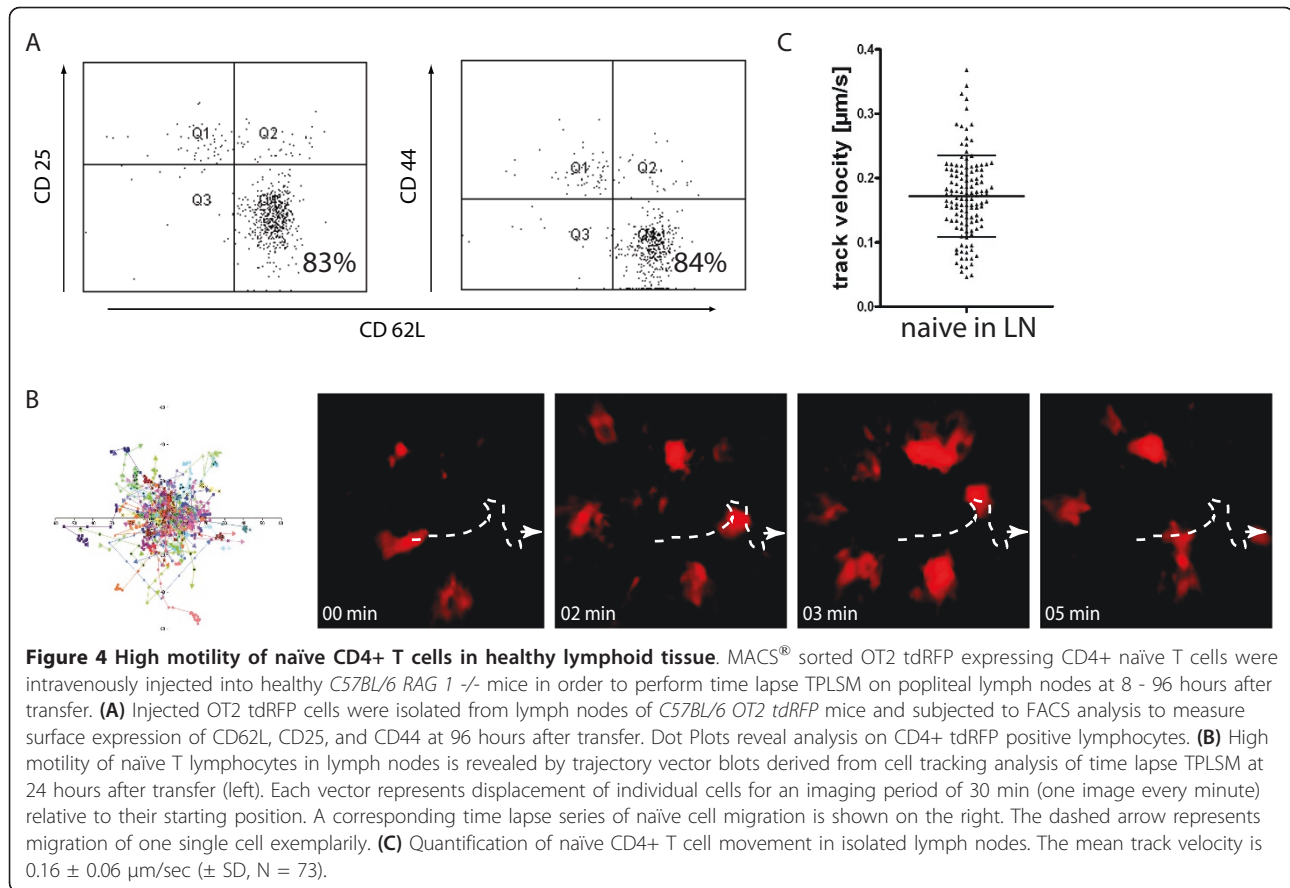 A
CD 25
Q1
Q2
Q3
83%
CD 44
Q1
Q2
Q3
Q4
84%
CD 62L
C
track velocity [µm/s]
0.4
0.3
0.2
0.1
0.0
naive in LN
B
00 min
02 min
03 min
05 min
Figure 4 High motility of naïve CD4+ T cells in healthy lymphoid tissue. MACS® sorted OT2 tdRFP expressing CD4+ naïve T cells were
intravenously injected into healthy C57BL/6 RAG 1 -/- mice in order to perform time lapse TPLSM on popliteal lymph nodes at 8 - 96 hours after
transfer. (A) Injected OT2 tdRFP cells were isolated from lymph nodes of C57BL/6 OT2 tdRFP mice and subjected to FACS analysis to measure
surface expression of CD62L, CD25, and CD44 at 96 hours after transfer. Dot Plots reveal analysis on CD4+ tdRFP positive lymphocytes. (B) High
motility of naïve T lymphocytes in lymph nodes is revealed by trajectory vector blots derived from cell tracking analysis of time lapse TPLSM at
24 hours after transfer (left). Each vector represents displacement of individual cells for an imaging period of 30 min (one image every minute)
relative to their starting position. A corresponding time lapse series of naïve cell migration is shown on the right. The dashed arrow represents
migration of one single cell exemplarily. (C) Quantification of naïve CD4+ T cell movement in isolated lymph nodes. The mean track velocity is
0.16 ± 0.06 µm/sec (± SD, N = 73).